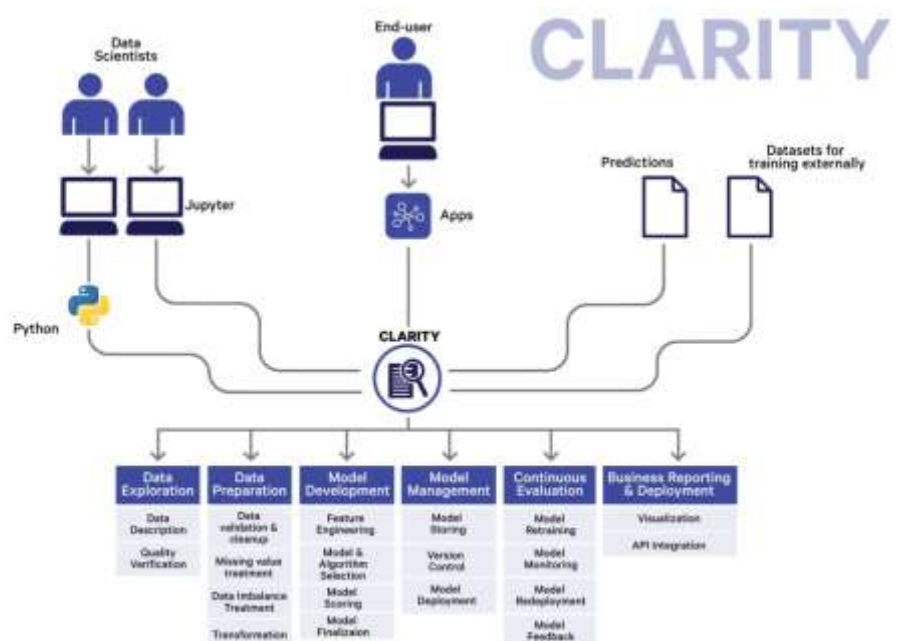 CLARITY
Data
Scientists
End-user
Predictions
Datasets for
training externally
Jupyter
Apps
Python
CLARITY
Data
Exploration
Data
Description
Quality
Verification
Data
Preparation
Data
validation &
cleanup
Missing value
treatment
Data Imbalance
Treatment
Transformation
Model
Development
Feature
Engineering
Model &
Algorithm
Selection
Model
Scoring
Model
Finalizaion
Model
Management
Model
Storing
Version
Control
Model
Deployment
Continuous
Evaluation
Model
Retraining
Model
Monitoring
Model
Redeployment
Model
Feedback
Business Reporting
& Deployment
Visualization
API Integration